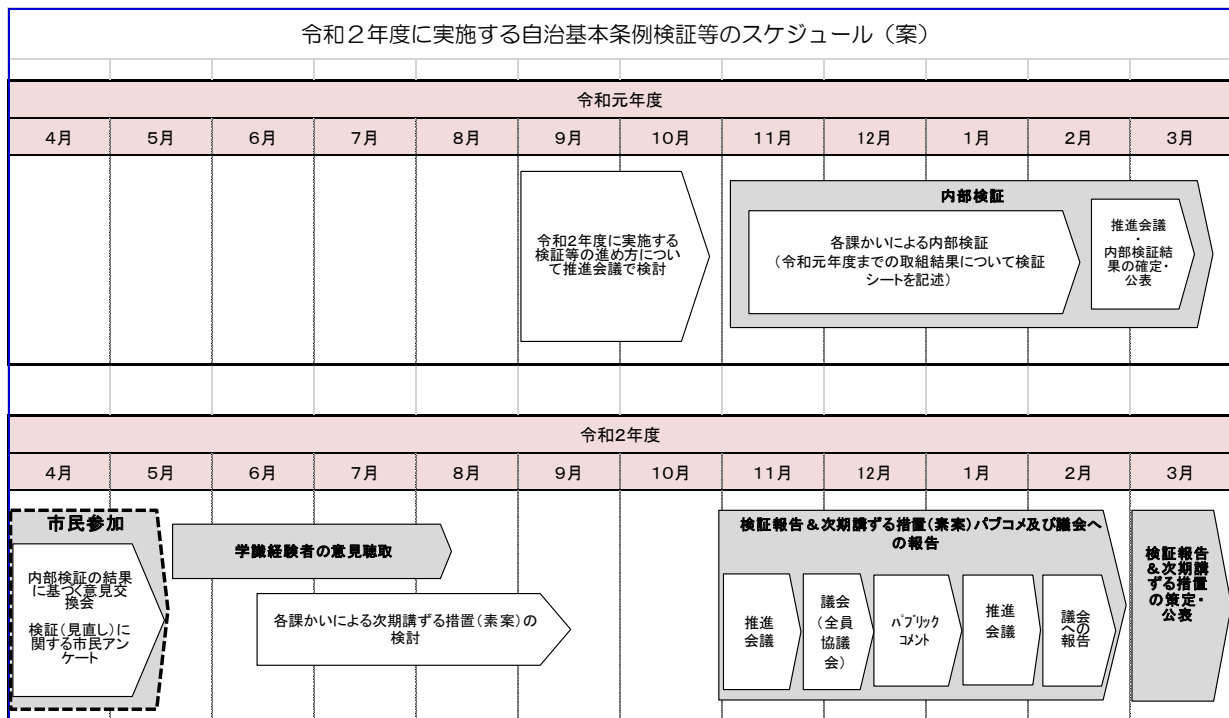 令和２年度に実施する自治基本条例検証等のスケジュール（案）
令和元年度
4月 5月 6月 7月 8月 9月 10月 11月 12月 1月 2月 3月
令和2年度に実施する
検証等の進め方につい
て推進会議で検討
内部検証
各課かいによる内部検証
（令和元年度までの取組結果について検証
シートを記述）
推進会議
・
内部検証結
果の確定・
公表
令和2年度
4月 5月 6月 7月 8月 9月 10月 11月 12月 1月 2月 3月
市民参加
内部検証の結果
に基づく意見交
換会
検証（見直し）に
関する市民アン
ケート
学識経験者の意見聴取
各課かいによる次期講ずる措置（素案）の
検討
検証報告＆次期講ずる措置（素案）パブコメ及び議会へ
の報告
推進
会議
議会
（全員
協議
会）
パブリック
コメント
推進
会議
議会
への報告
検証報告
＆次期講
ずる措置
の策定・
公表